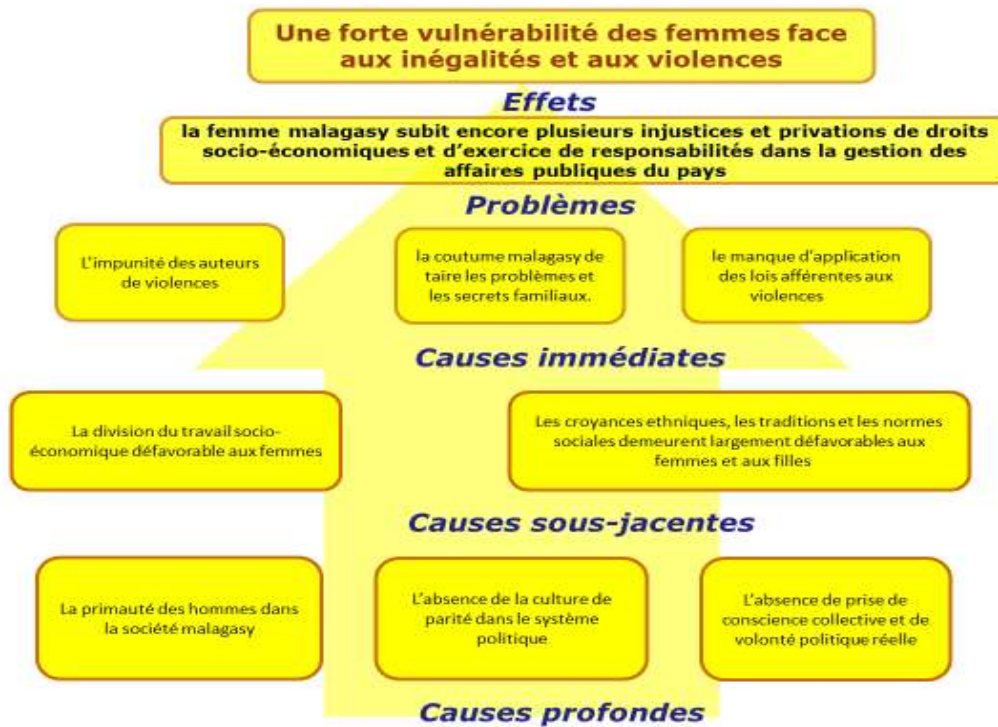 Une forte vulnérabilité des femmes face
aux inégalités et aux violences
Effets
la femme malagasy subit encore plusieurs injustices et privations de droits
socio-économiques et d'exercice de responsabilités dans la gestion des
affaires publiques du pays
Problèmes
L'impunité des auteurs
de violences
la coutume malagasy de
taire les problèmes et
les secrets familiaux.
le manque d'application
des lois afférentes aux
violences
Causes immédiates
La division du travail socio-
économique défavorable aux femmes
Les croyances ethniques, les traditions et les normes
sociales demeurent largement défavorables aux
femmes et aux filles
Causes sous-jacentes
La primauté des hommes dans
la société malagasy
L'absence de la culture de
parité dans le système
politique
L'absence de prise de
conscience collective et de
volonté politique réelle
Causes profondes